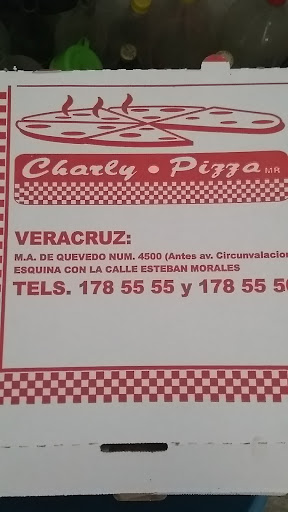 Charly • Pizza MR
VERACRUZ:
M.A. DE QUEVEDO NUM. 4500 (Antes av. Circunvalacion
ESQUINA CON LA CALLE ESTEBAN MORALES
TELS. 178 55 55 y 178 55 5